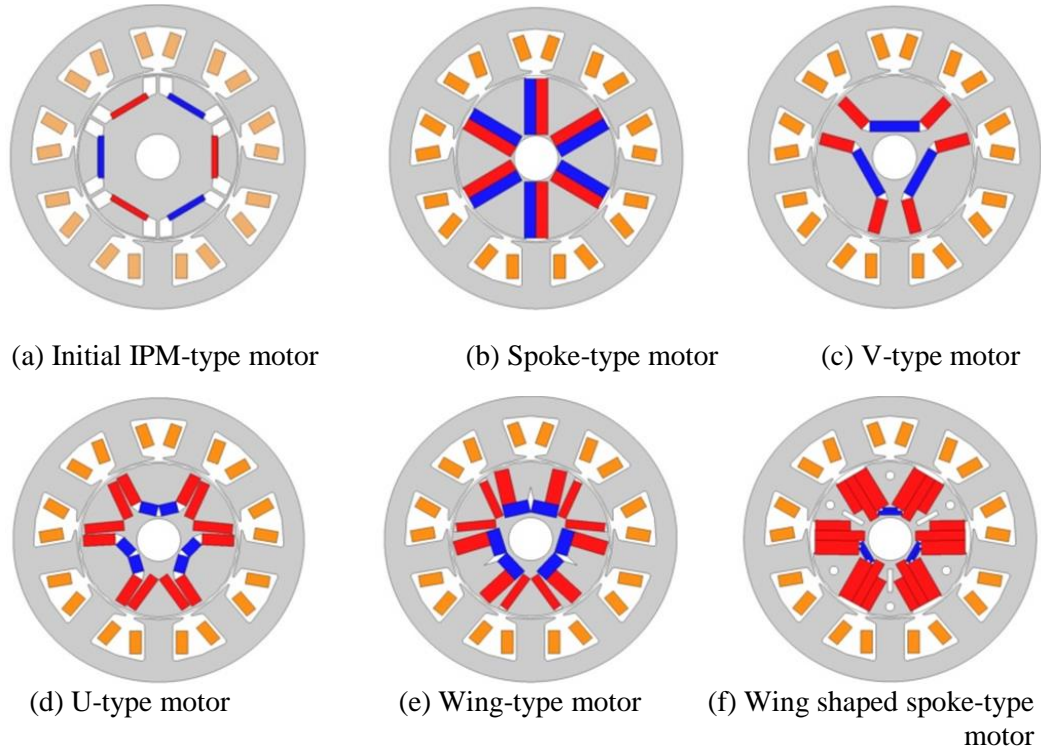 (a) Initial IPM-type motor
(b) Spoke-type motor
(c) V-type motor
(d) U-type motor
(e) Wing-type motor
(f) Wing shaped spoke-type
motor